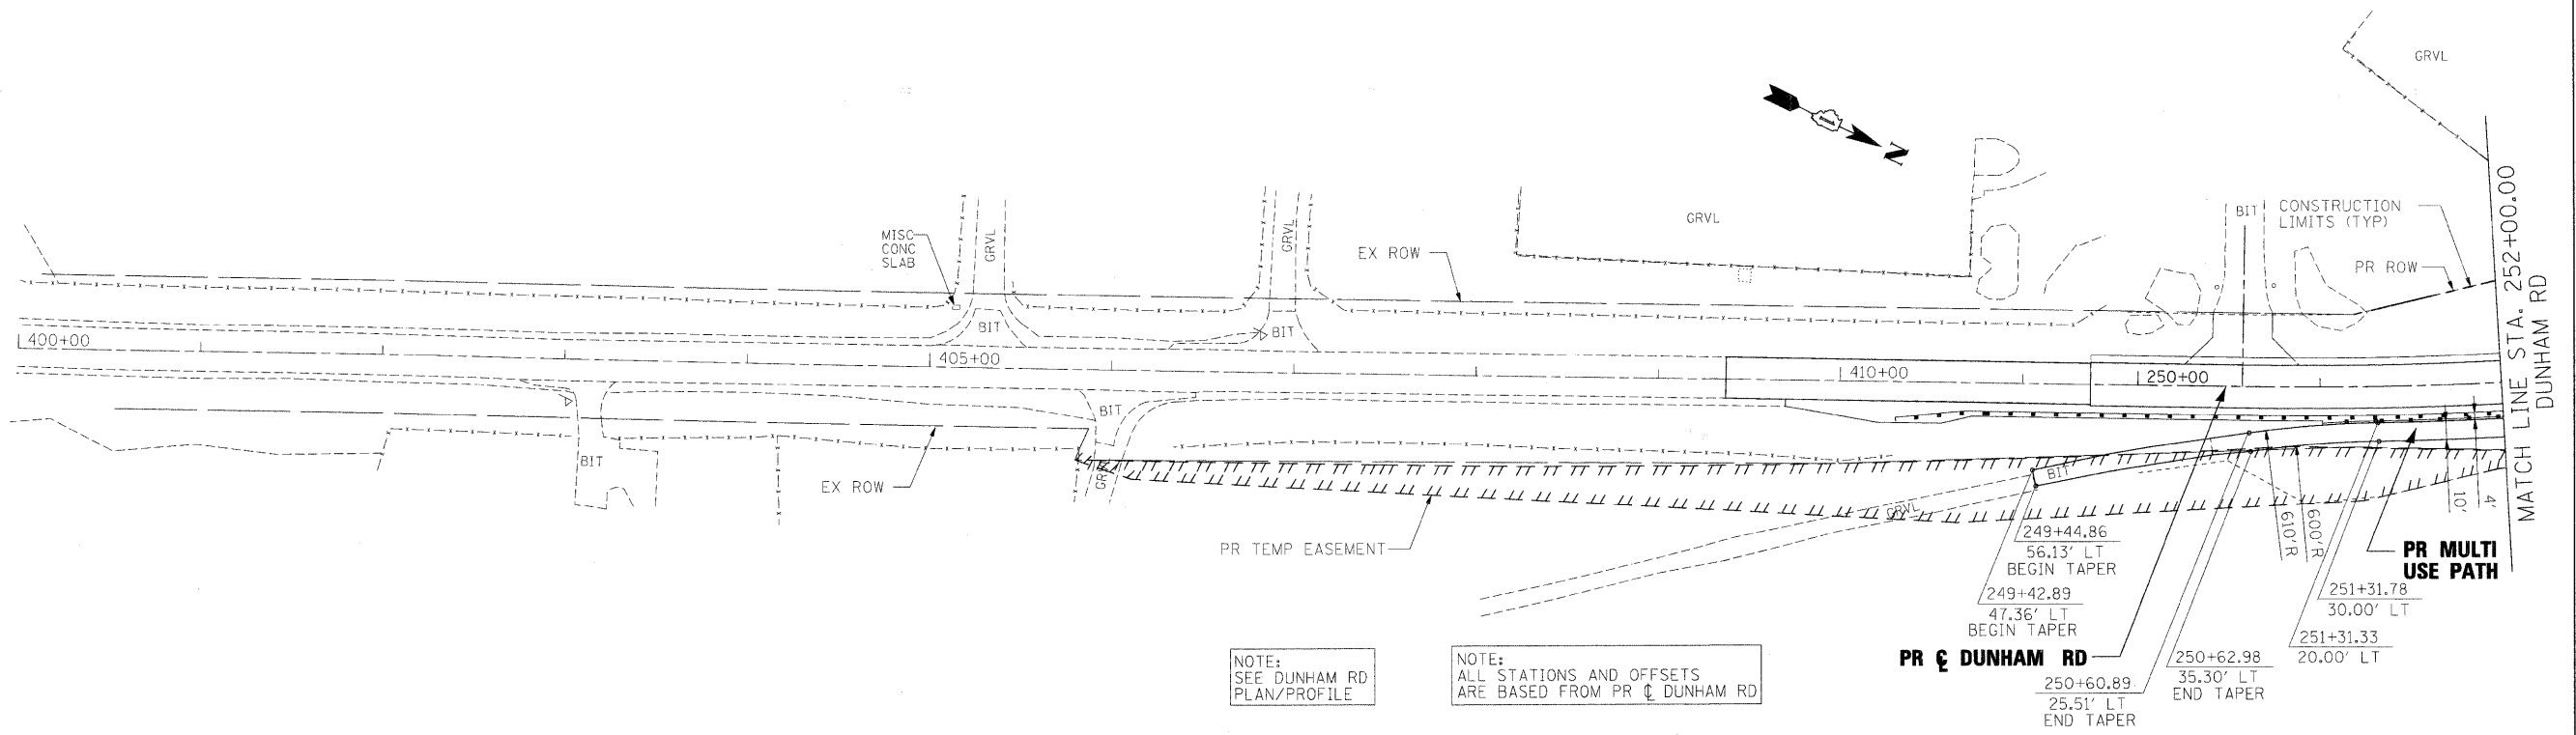 GRVL
N
MISC
CONC
SLAB
GRVL
GRVL
EX ROW
GRVL
BIT
CONSTRUCTION
LIMITS (TYP)
PR ROW
MATCH LINE STA. 252+00.00
DUNHAM RD
400+00
BIT
405+00
BIT
410+00
250+00
BIT
BIT
EX ROW
GRVL
BIT
PR TEMP EASEMENT
249+44.86
56.13' LT
BEGIN TAPER
249+42.89
47.36' LT
BEGIN TAPER
610'R
600'R
10'
4'
PR MULTI
USE PATH
251+31.78
30.00' LT
251+31.33
20.00' LT
PR ℄ DUNHAM RD
250+62.98
35.30' LT
END TAPER
250+60.89
25.51' LT
END TAPER
NOTE:
SEE DUNHAM RD
PLAN/PROFILE
NOTE:
ALL STATIONS AND OFFSETS
ARE BASED FROM PR ℄ DUNHAM RD